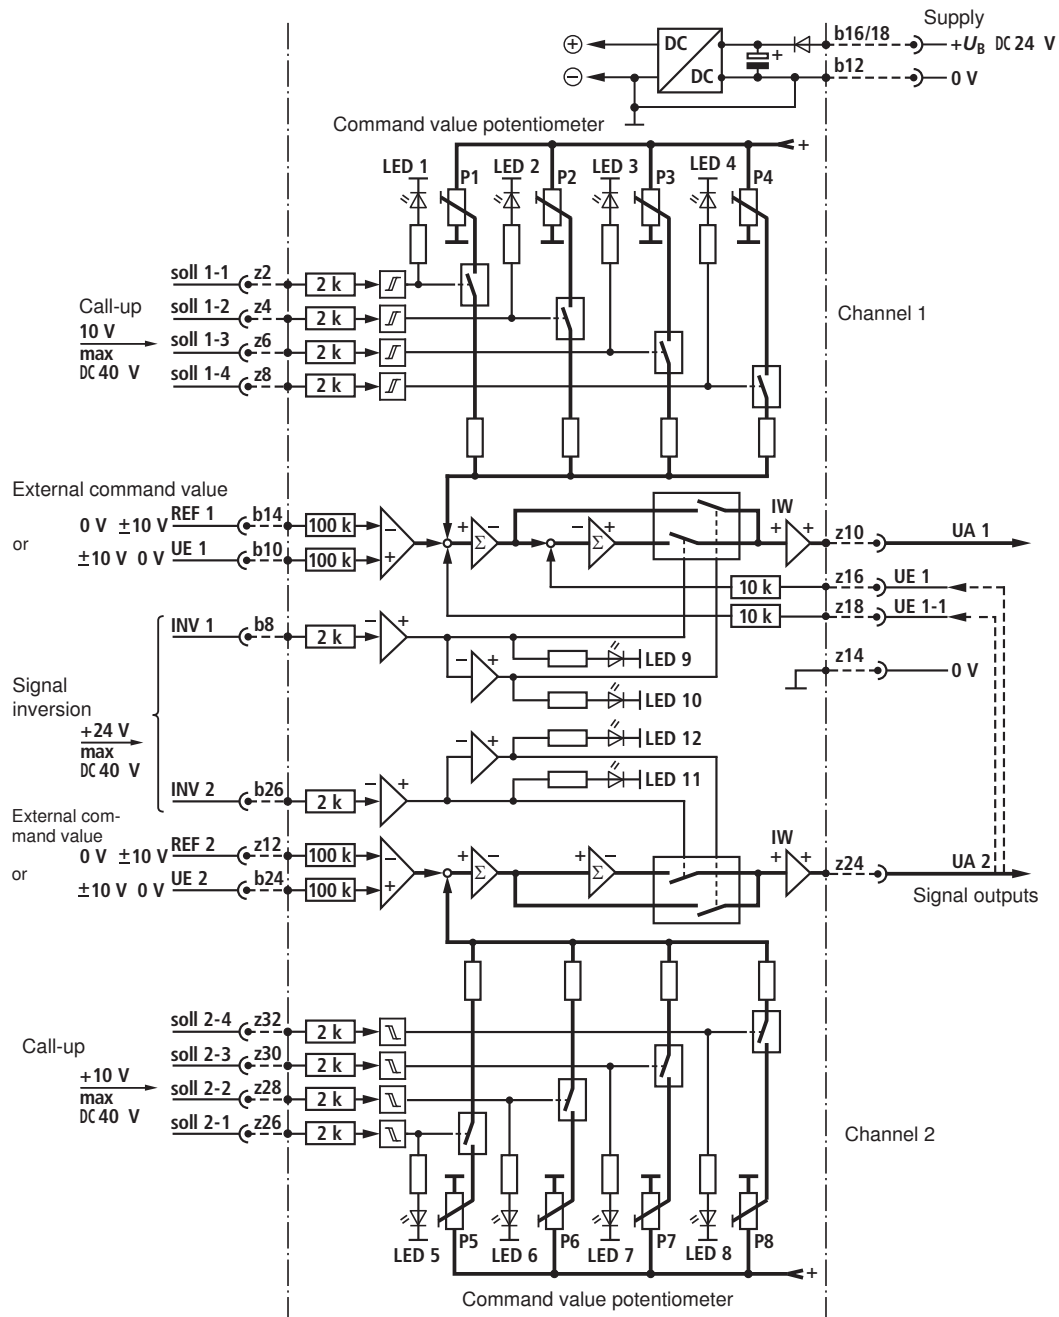 Supply
b16/18
+UB DC 24 V
DC
DC
b12
0 V
+
−
+
Command value potentiometer
+
LED 1
P1
LED 2
P2
LED 3
P3
LED 4
P4
soll 1-1 z2 2 k
Call-up
10 V
max
DC 40 V
soll 1-2 z4 2 k
soll 1-3 z6 2 k
soll 1-4 z8 2 k
Channel 1
External command value
0 V ±10 V REF 1 b14 100 k −
or
±10 V 0 V UE 1 b10 100 k +
+ Σ −
− Σ +
IW
+ +
z10 UA 1
10 k z16 UE 1
10 k z18 UE 1-1
z14 0 V
INV 1 b8 2 k − +
− +
LED 9
LED 10
Signal
inversion
+24 V
max
DC 40 V
− +
LED 12
LED 11
INV 2 b26 2 k − +
External com-
mand value
0 V ±10 V REF 2 z12 100 k −
or
±10 V 0 V UE 2 b24 100 k +
+ Σ −
+ Σ −
IW
+ +
z24 UA 2
Signal outputs
soll 2-4 z32 2 k
Call-up
+10 V
max
DC 40 V
soll 2-3 z30 2 k
soll 2-2 z28 2 k
soll 2-1 z26 2 k
Channel 2
LED 5
P5
LED 6
P6
LED 7
P7
LED 8
P8
+
Command value potentiometer